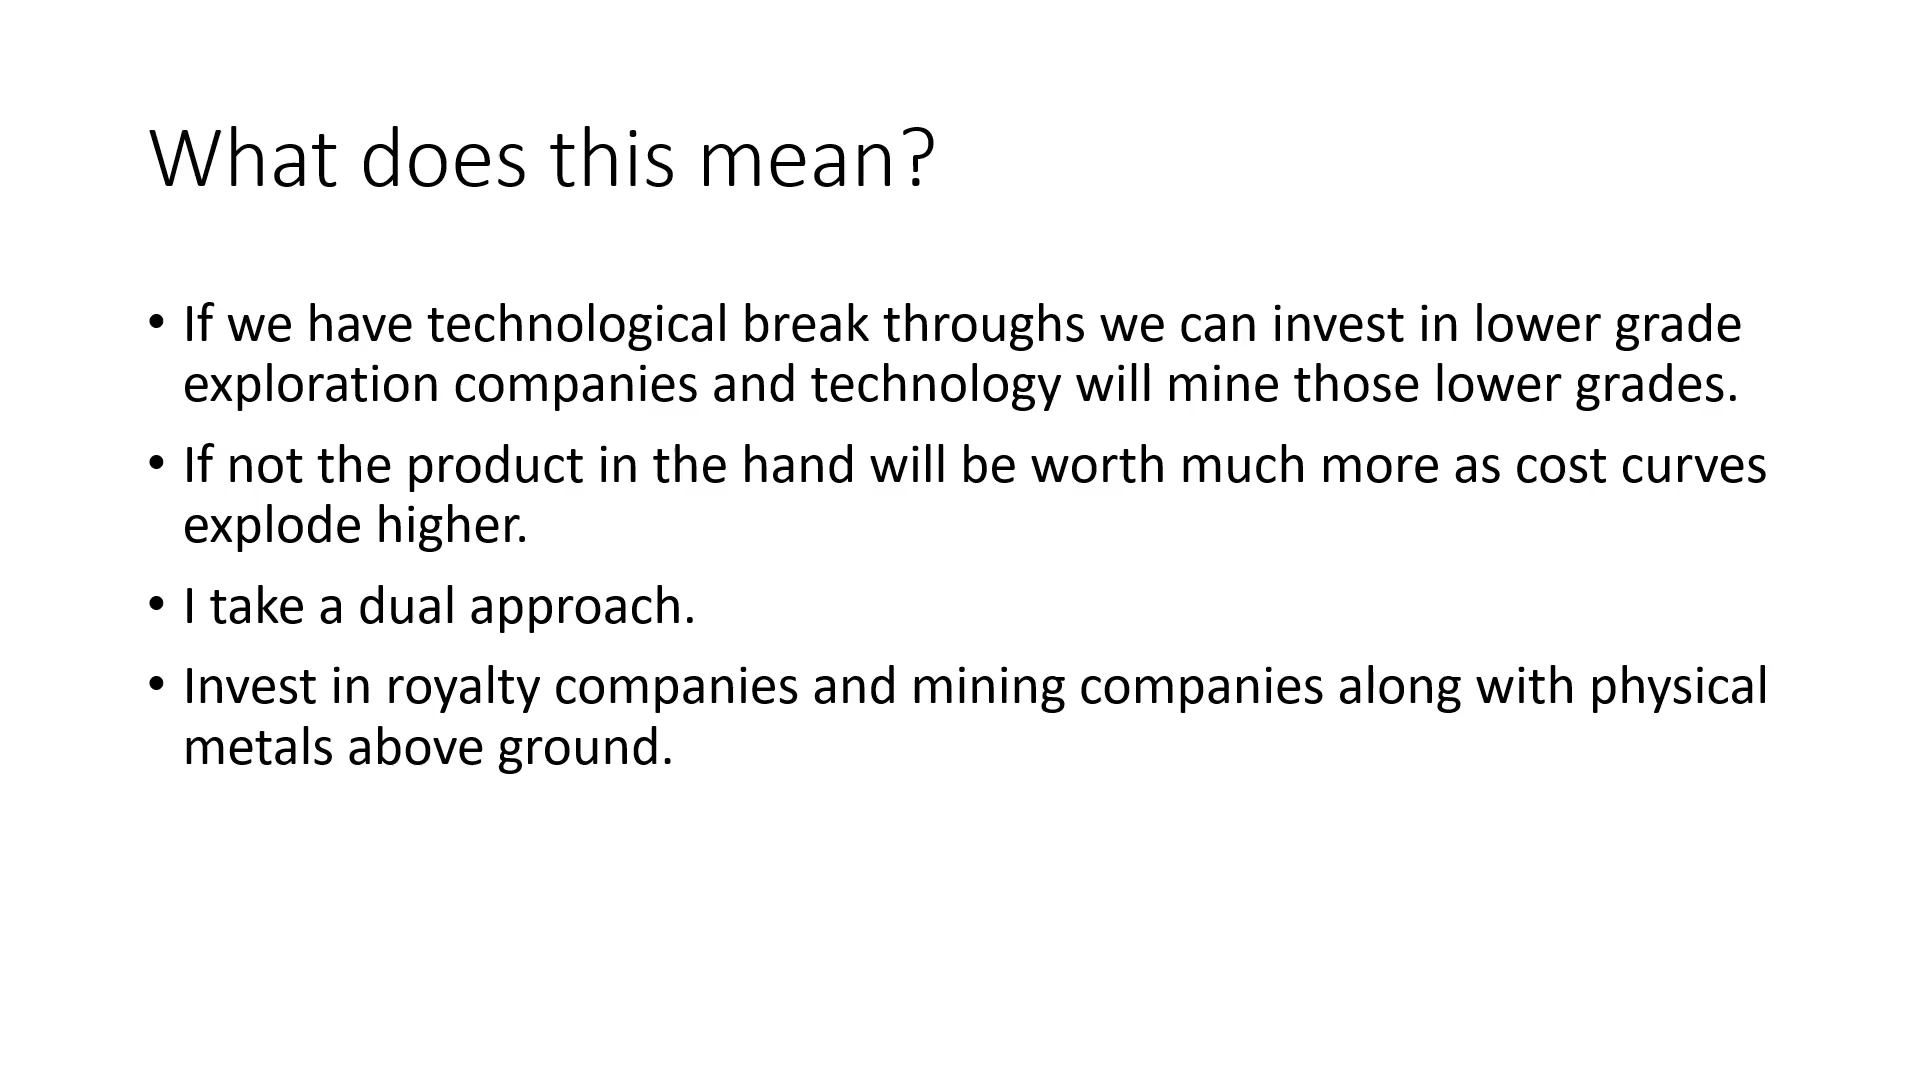 What does this mean?
• If we have technological break throughs we can invest in lower grade
exploration companies and technology will mine those lower grades.
• If not the product in the hand will be worth much more as cost curves
explode higher.
• I take a dual approach.
• Invest in royalty companies and mining companies along with physical
metals above ground.